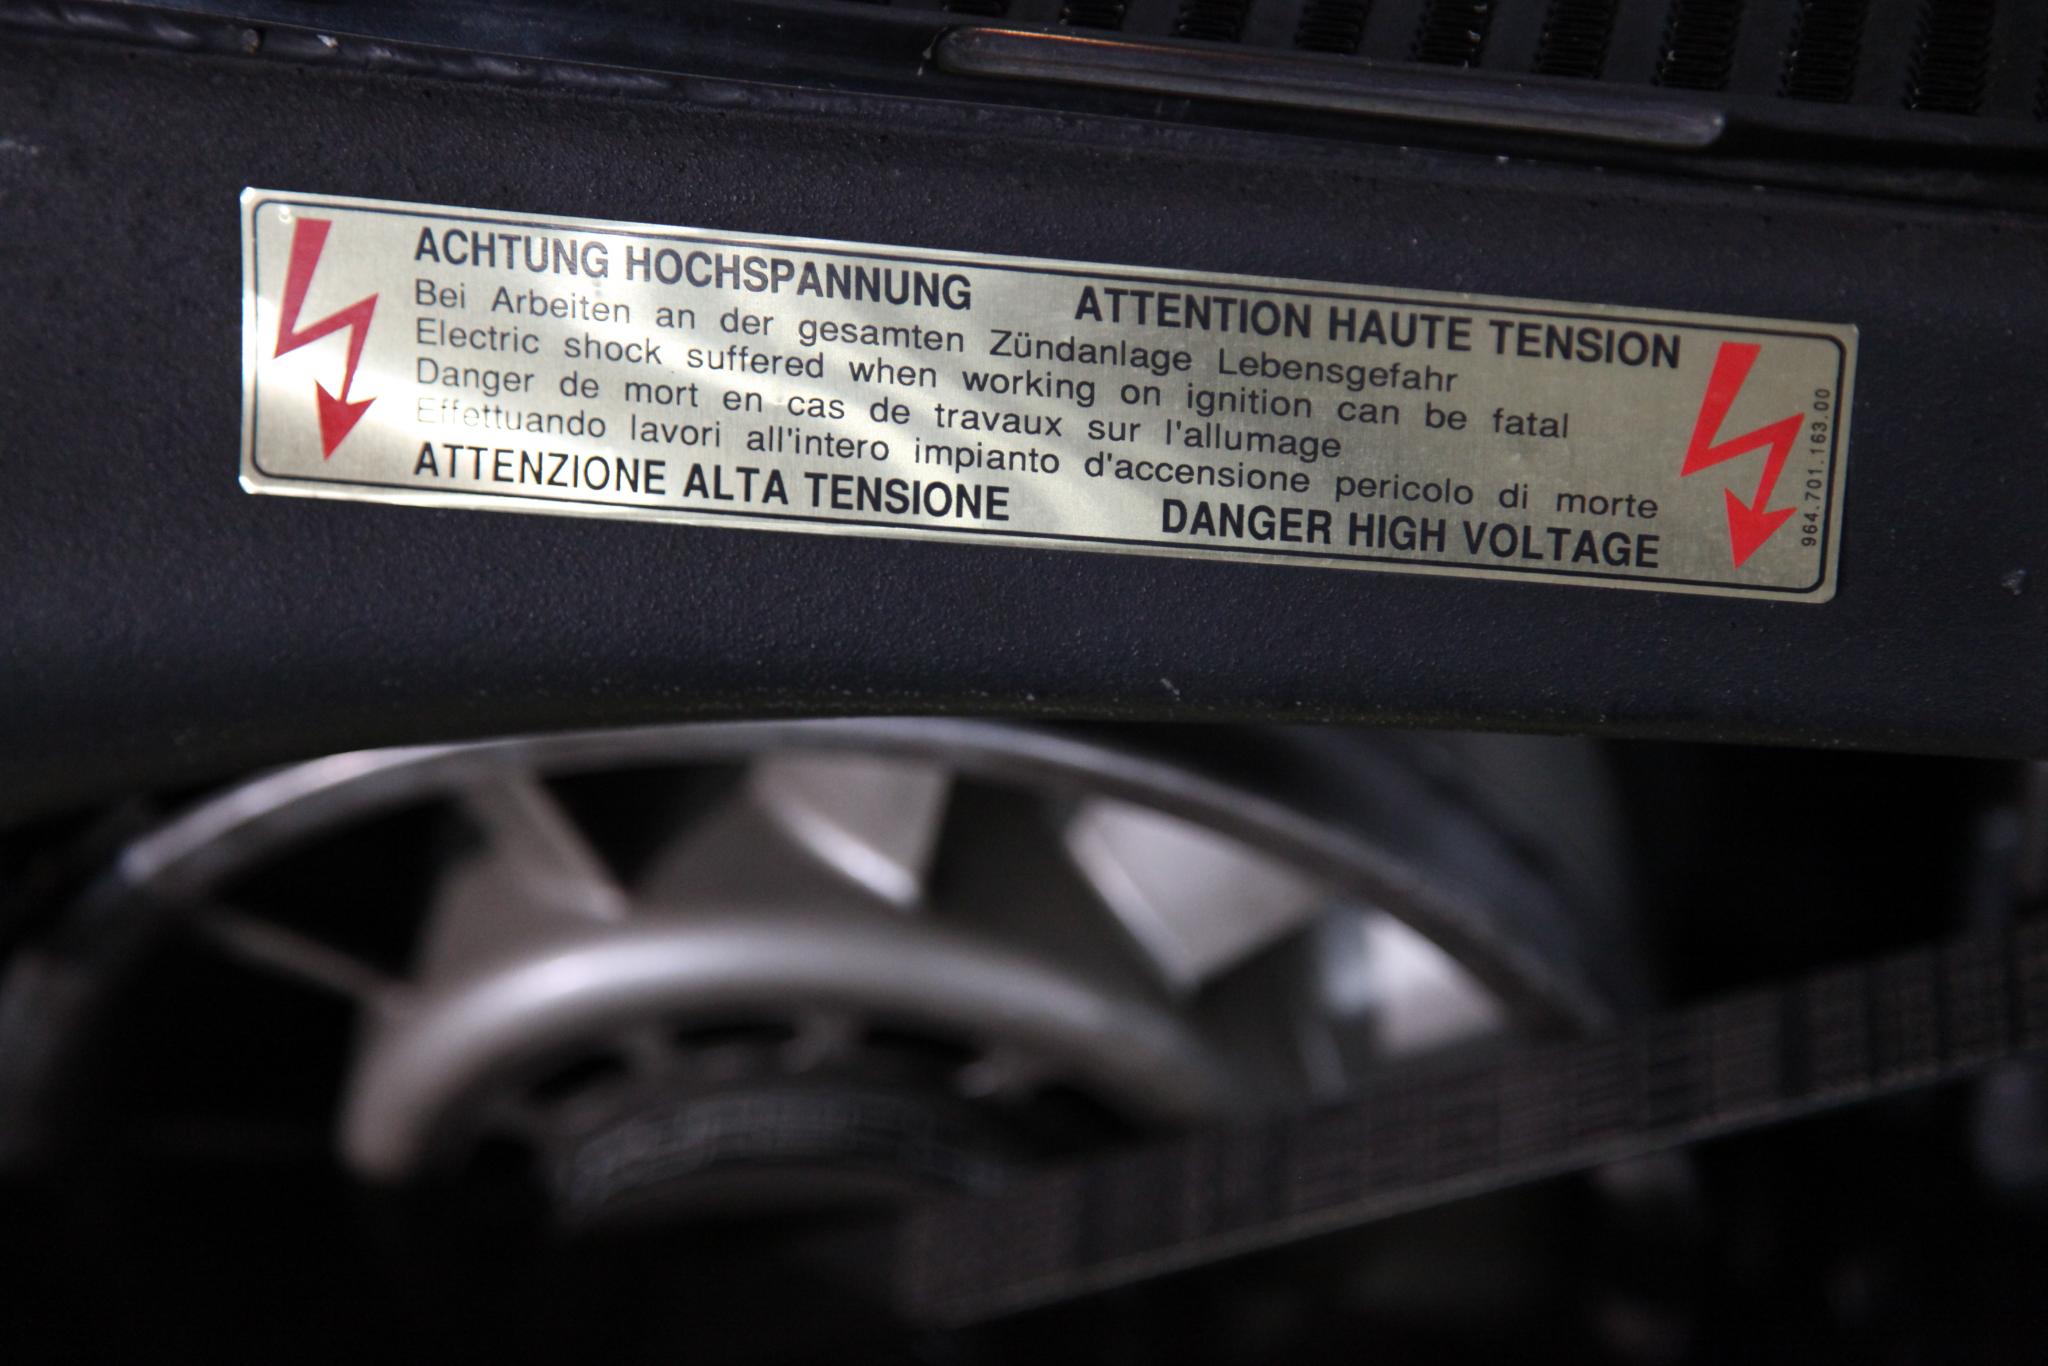 ACHTUNG HOCHSPANNUNG ATTENTION HAUTE TENSION
Bei Arbeiten an der gesamten Zündanlage Lebensgefahr
Electric shock suffered when working on ignition can be fatal
Danger de mort en cas de travaux sur l'allumage
Effettuando lavori all'intero impianto d'accensione pericolo di morte
ATTENZIONE ALTA TENSIONE DANGER HIGH VOLTAGE
964.701.163.00